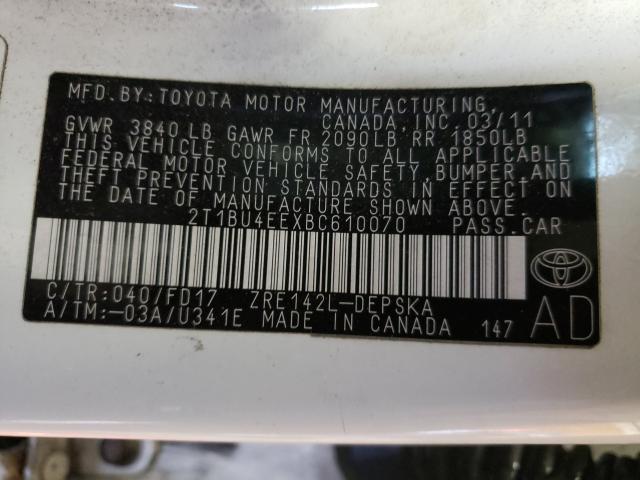 MFD. BY: TOYOTA MOTOR MANUFACTURING,
CANADA, INC. 03/11
GVWR 3840 LB GAWR FR 2090LB RR 1850LB
THIS VEHICLE CONFORMS TO ALL APPLICABLE
FEDERAL MOTOR VEHICLE SAFETY, BUMPER, AND
THEFT PREVENTION STANDARDS IN EFFECT ON
THE DATE OF MANUFACTURE SHOWN ABOVE.
2T1BU4EEXBC610070 PASS. CAR
C/TR: 040/FD17 ZRE142L-DEPSKA
A/TM: -03A/U341E MADE IN CANADA 147
AD